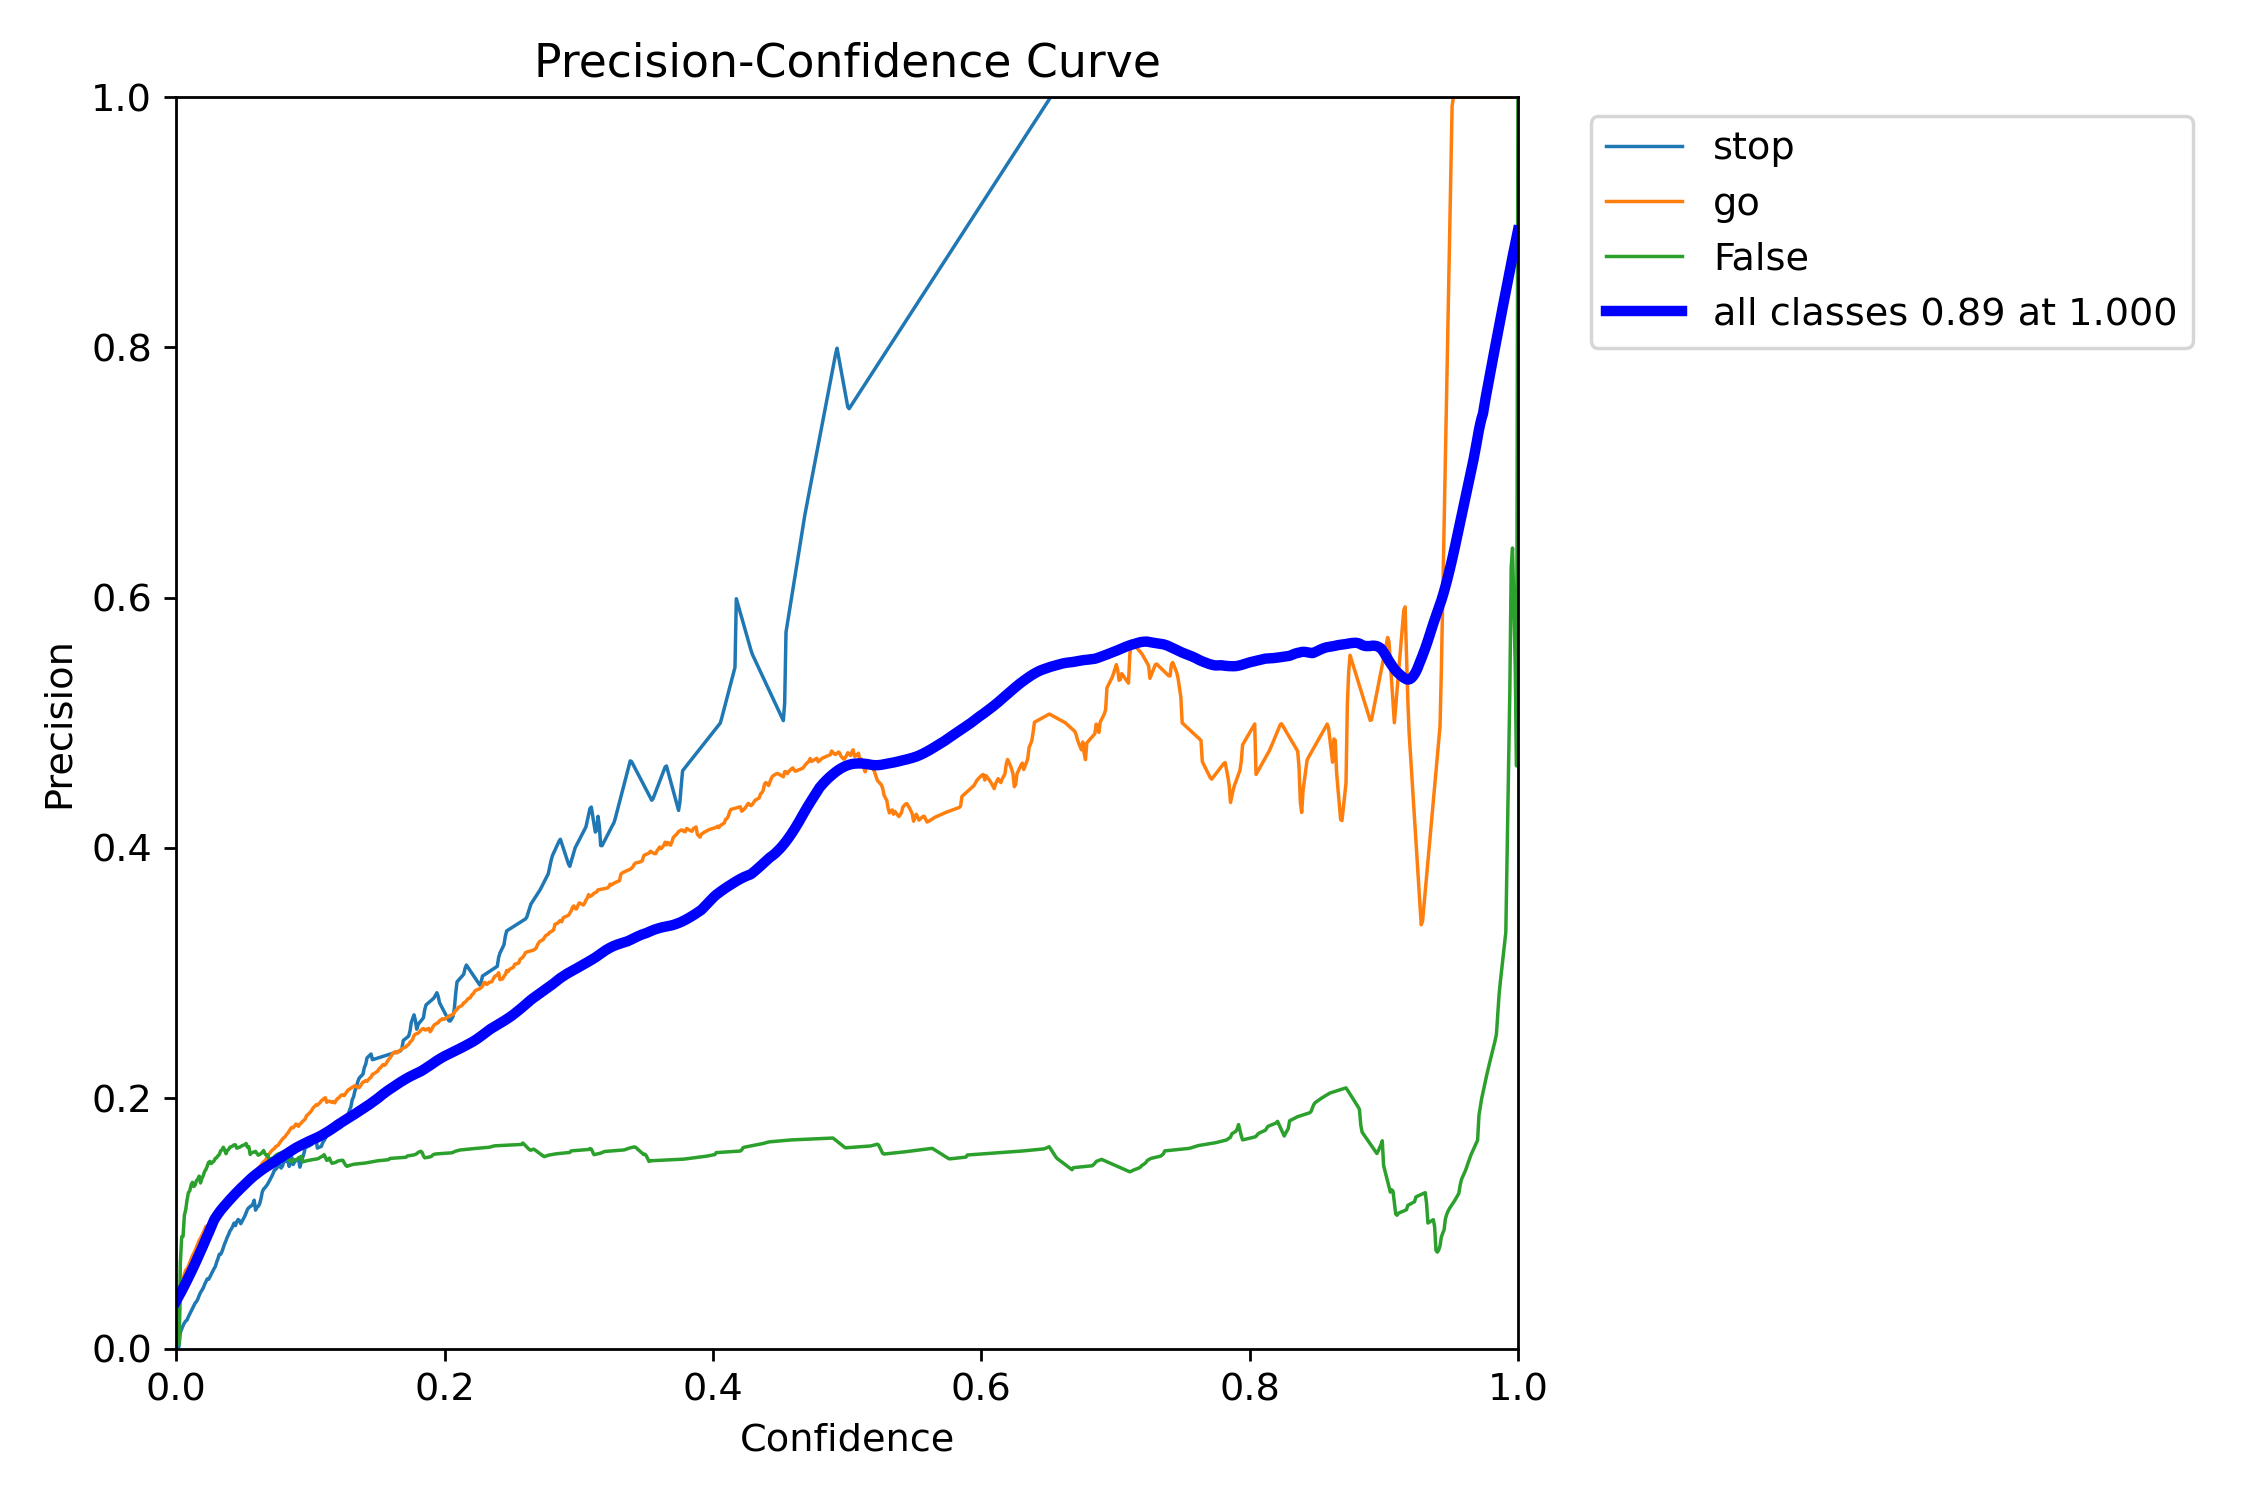 Precision-Confidence Curve
1.0
0.8
0.6
0.4
0.2
0.0
Precision
0.0 0.2 0.4 0.6 0.8 1.0
Confidence
stop
go
False
all classes 0.89 at 1.000